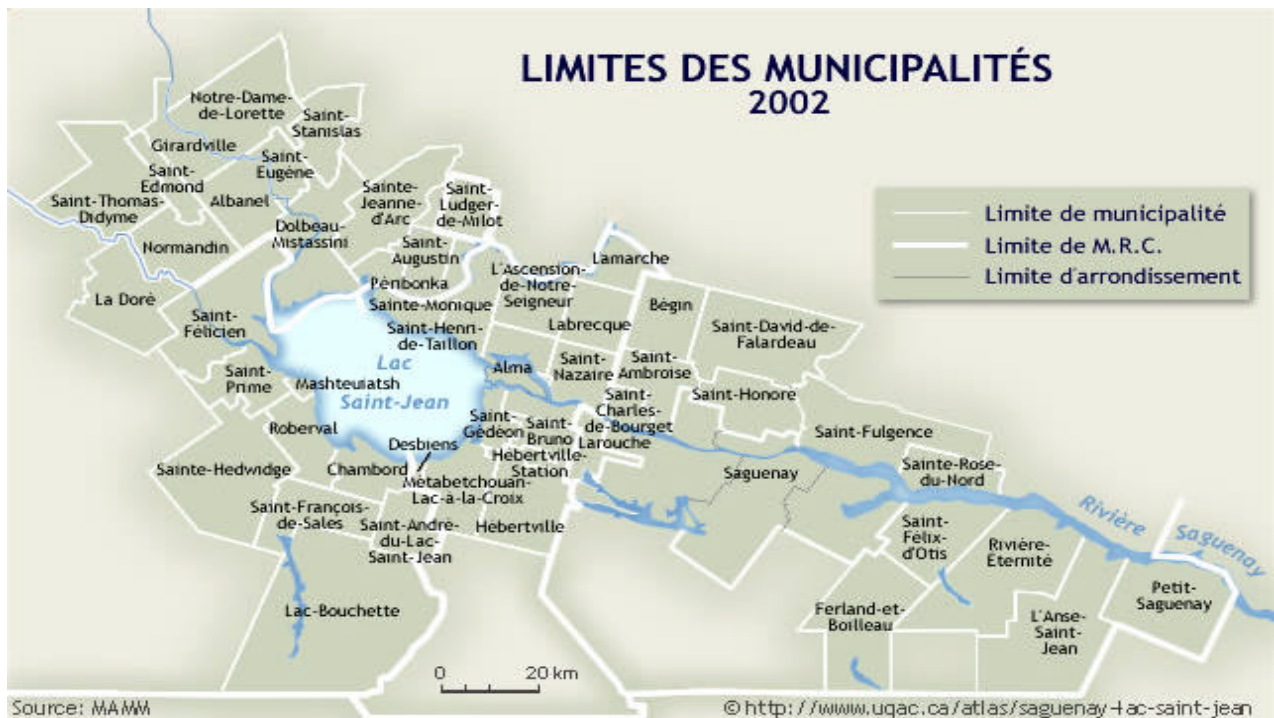 LIMITES DES MUNICIPALITÉS
2002
Limite de municipalité
Limite de M.R.C.
Limite d'arrondissement
Notre-Dame-
de-Lorette
Saint-
Stanislas
Girardville
Saint-
Eugène
Saint-
Edmond
Albanel
Saint-Thomas-
Didyme
Sainte-
Jeanne-
d'Arc
Saint-
Ludger-
de-Milot
Dolbeau-
Mistassini
Normandin
Saint-
Augustin
Lamarche
L'Ascension-
de-Notre-
Seigneur
Péribonka
La Doré
Sainte-Monique
Bégin
Saint-
Félicien
Saint-Henri-
de-Taillon
Labrecque
Saint-David-de-
Falardeau
Lac
Saint-Jean
Alma
Saint-
Nazaire
Saint-
Ambroise
Saint-
Prime
Mashteuiatsh
Saint-Honore
Saint-
Charles-
de-Bourget
Saint-
Gédéon
Saint-
Bruno
Larouche
Roberval
Desbiens
Saint-Fulgence
Hébertville-
Station
Sainte-Hedwidge
Chambord
Saguenay
Sainte-Rose-
du-Nord
Métabetchouan-
Lac-à-la-Croix
Saint-François-
de-Sales
Saint-André-
du-Lac-
Saint-Jean
Hébertville
Rivière Saguenay
Saint-
Félix-
d'Otis
Rivière-
Éternité
Petit-
Saguenay
Lac-Bouchette
Ferland-et-
Boilleau
L'Anse-
Saint-
Jean
0 20 km
Source: MAMM
© http://www.uqac.ca/atlas/saguenay-lac-saint-jean